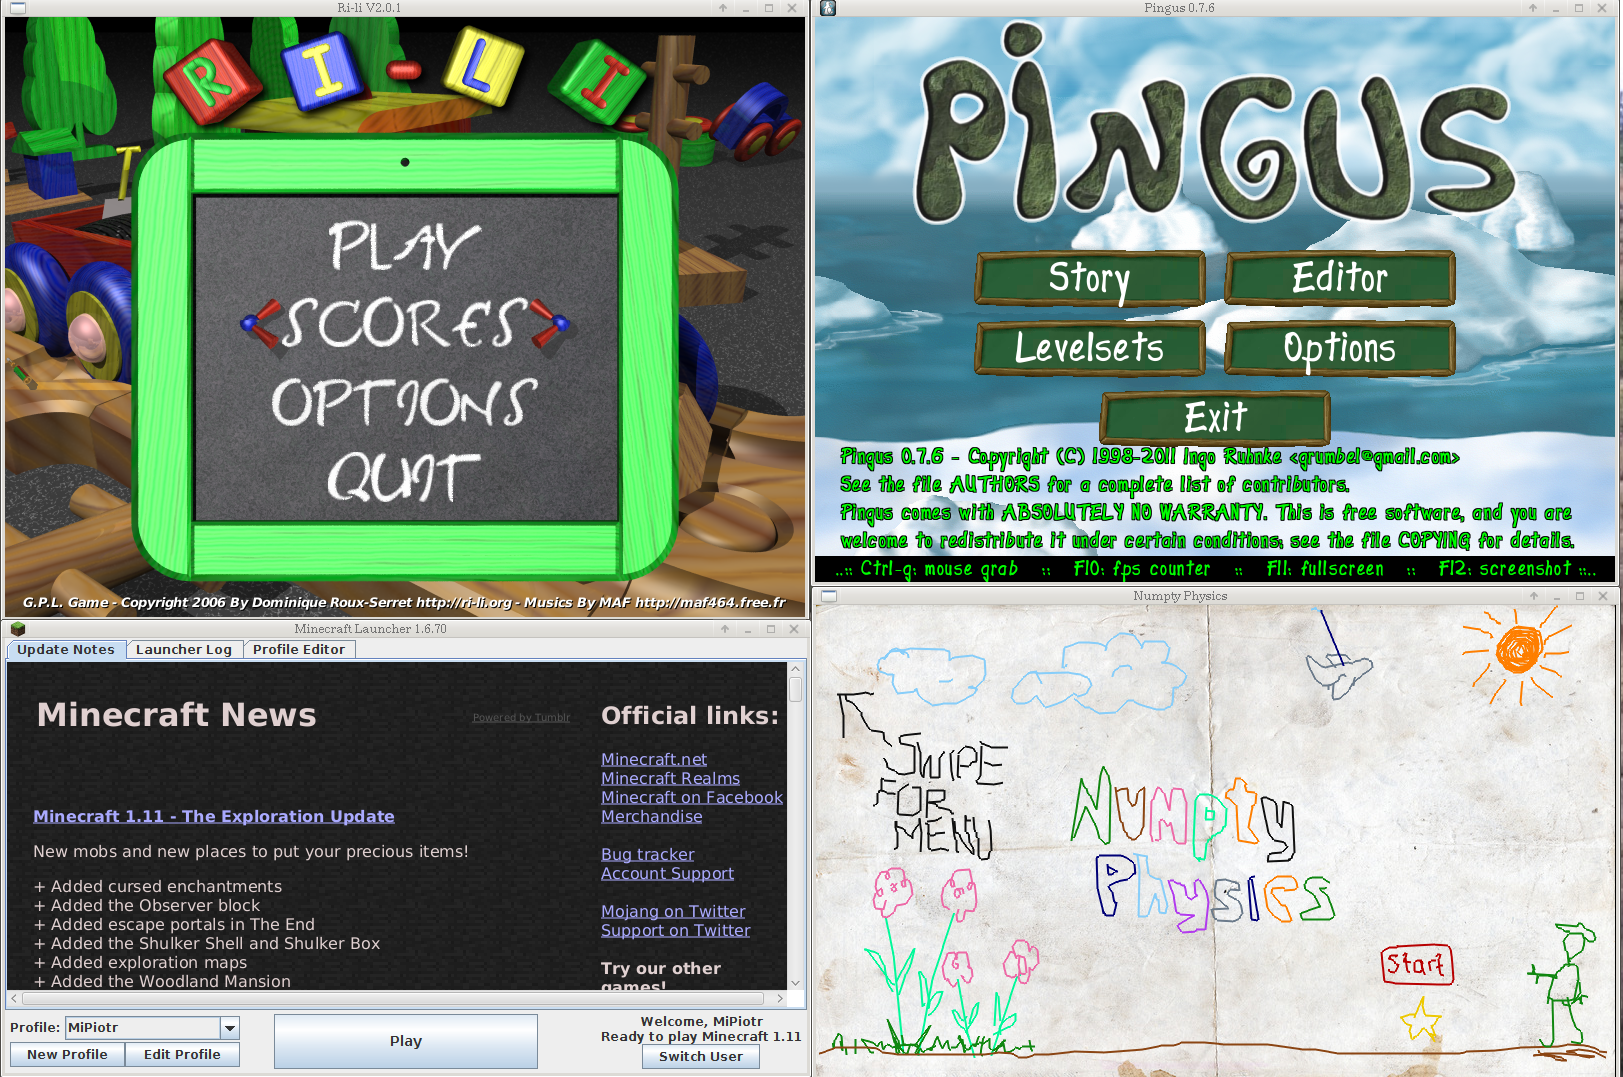 Ri-li V2.0.1
RI-LI
PLAY
SCORES
OPTIONS
QUIT
G.P.L. Game - Copyright 2006 By Dominique Roux-Serret http://ri-li.org - Musics By MAF http://maf464.free.fr
Pingus 0.7.6
PiNGUS
Story
Editor
Levelsets
Options
Exit
Pingus 0.7.6 - Copyright (C) 1998-2011 Ingo Ruhnke <grumbel@gmail.com>
See the file AUTHORS for a complete list of contributors.
Pingus comes with ABSOLUTELY NO WARRANTY. This is free software, and you are
welcome to redistribute it under certain conditions; see the file COPYING for details.
..:: Ctrl-g: mouse grab :: F10: fps counter :: F11: fullscreen :: F12: screenshot ::..
Minecraft Launcher 1.6.70
Update Notes
Launcher Log
Profile Editor
Minecraft News
Powered by Tumblr
Minecraft 1.11 - The Exploration Update
New mobs and new places to put your precious items!
+ Added cursed enchantments
+ Added the Observer block
+ Added escape portals in The End
+ Added the Shulker Shell and Shulker Box
+ Added exploration maps
+ Added the Woodland Mansion
Official links:
Minecraft.net
Minecraft Realms
Minecraft on Facebook
Merchandise
Bug tracker
Account Support
Mojang on Twitter
Support on Twitter
Try our other
games!
Profile: MiPiotr
New Profile
Edit Profile
Play
Welcome, MiPiotr
Ready to play Minecraft 1.11
Switch User
Numpty Physics
SWIPE
FOR
MENU
Numpty
Physics
Start